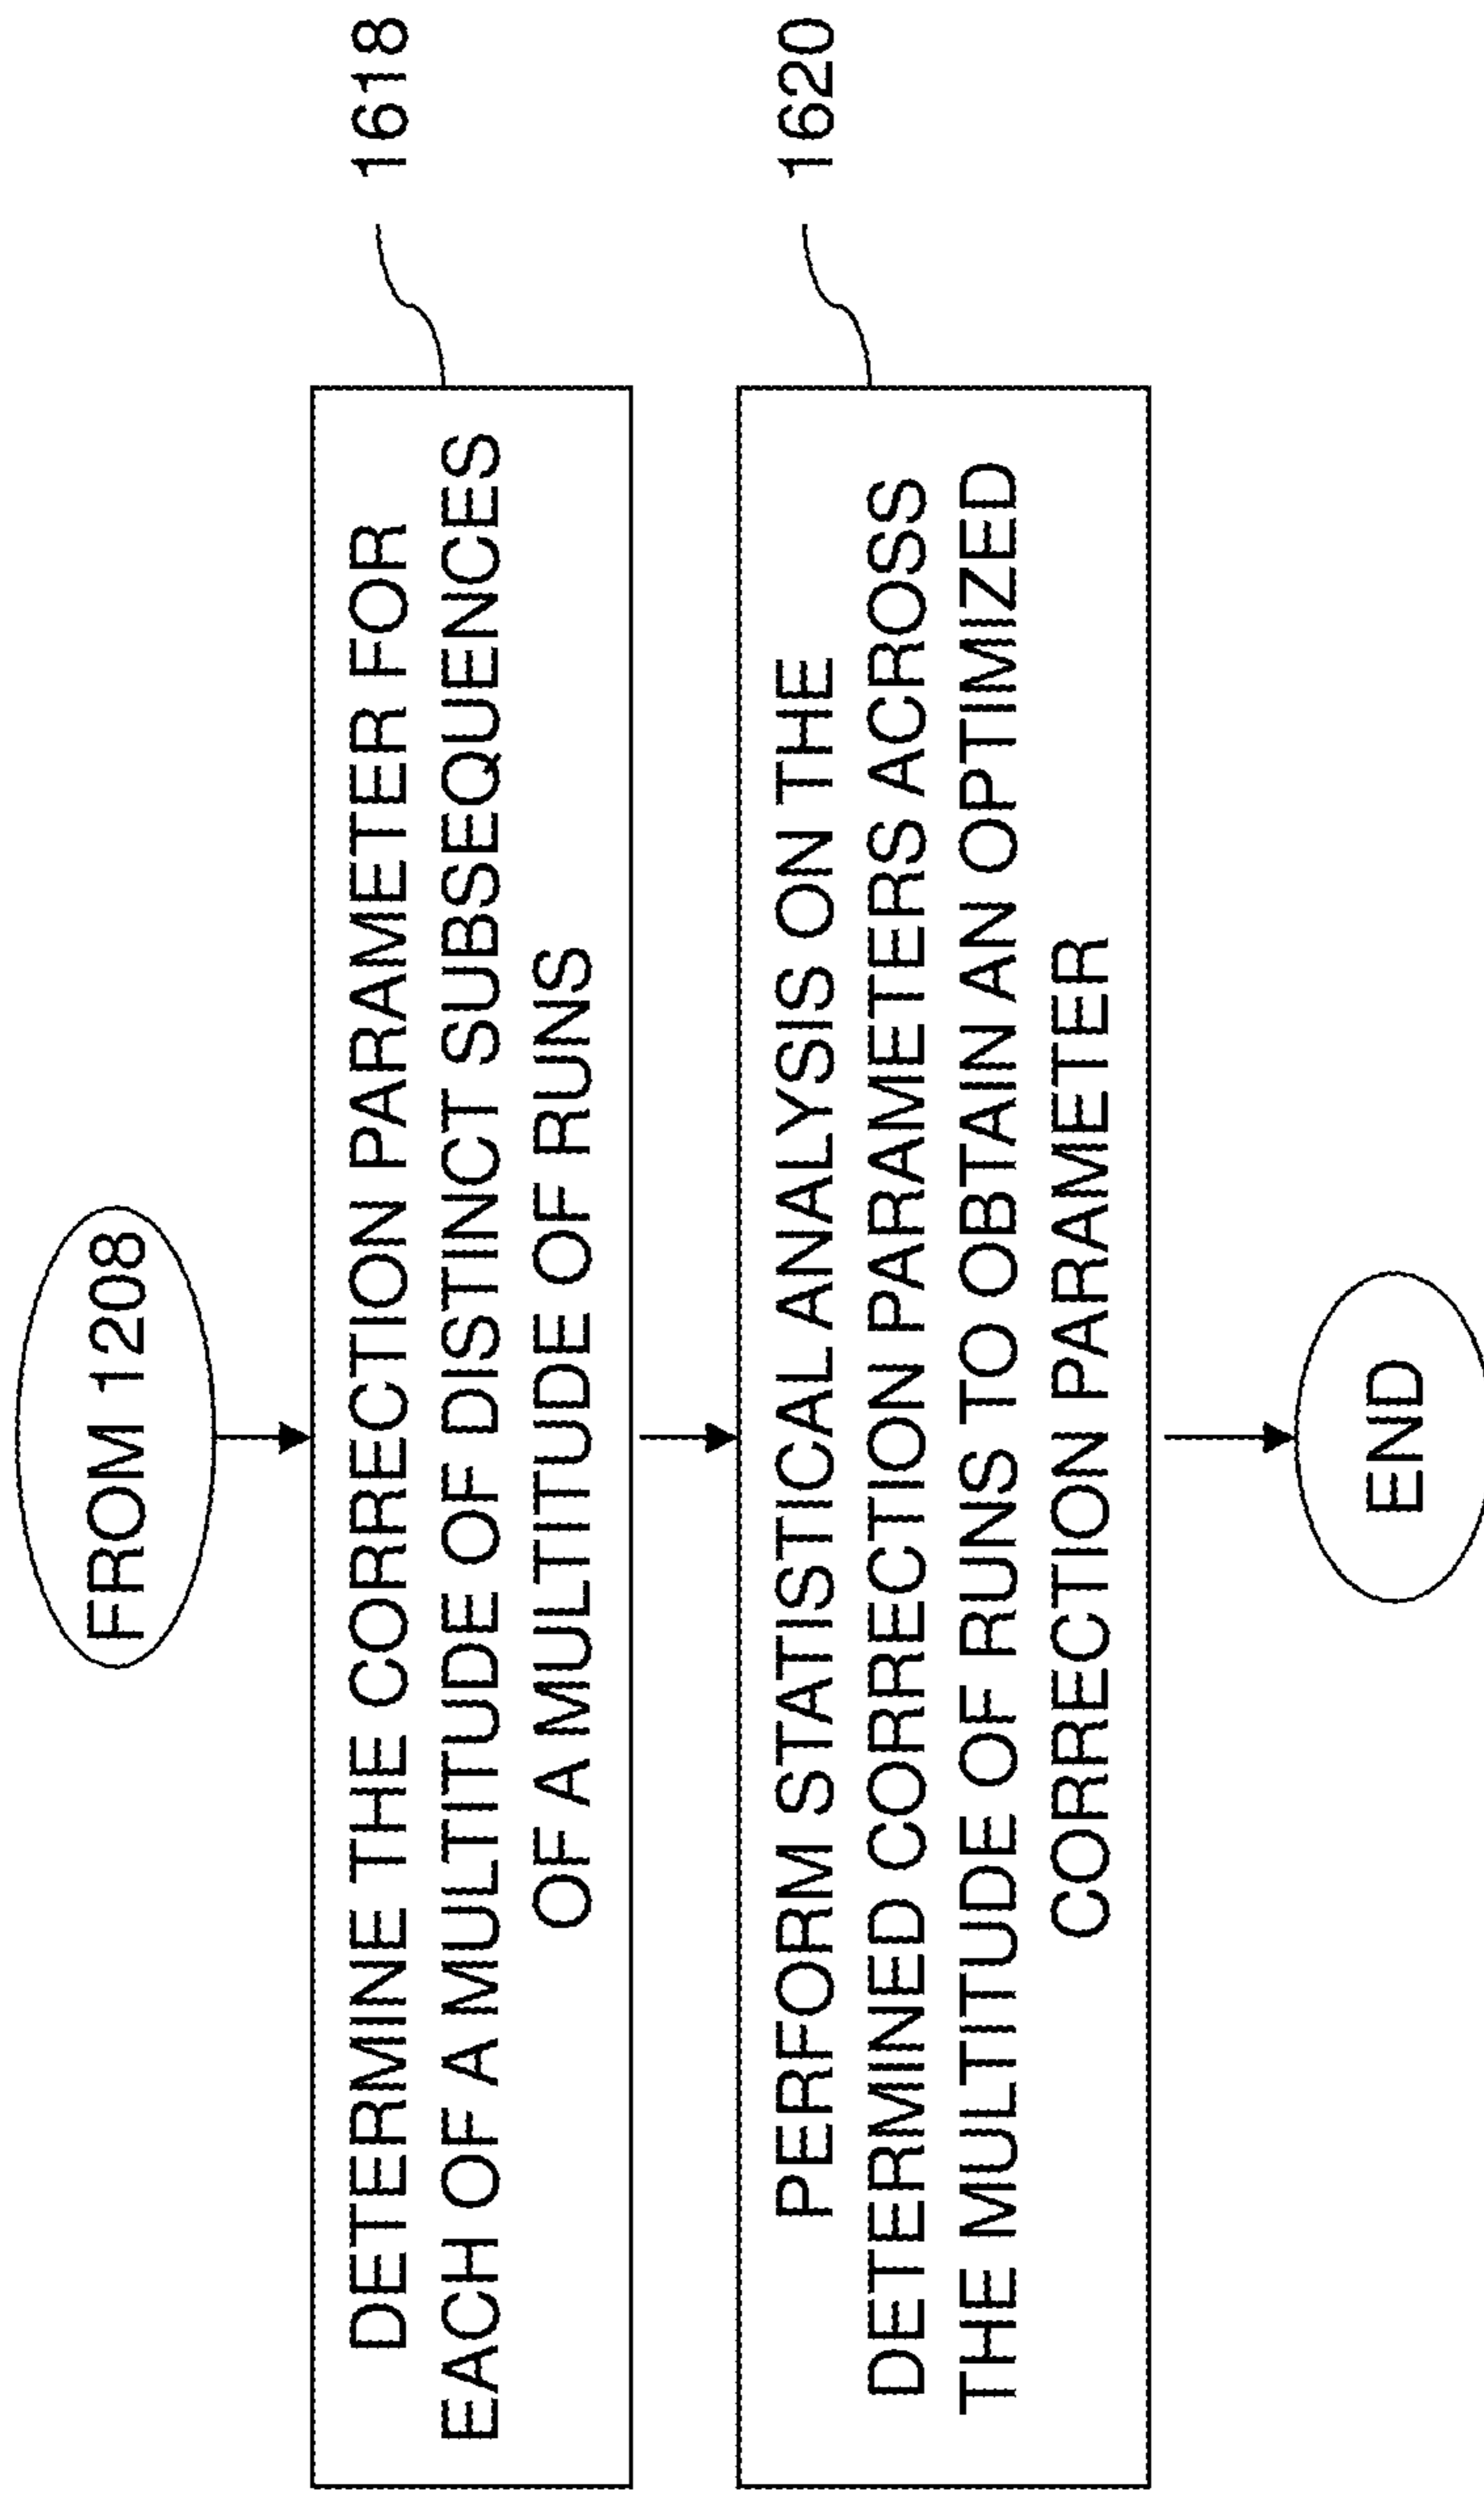 FROM 1208
1618
DETERMINE THE CORRECTION PARAMETER FOR
EACH OF A MULTITUDE OF DISTINCT SUBSEQUENCES
OF A MULTITUDE OF RUNS
1620
PERFORM STATISTICAL ANALYSIS ON THE
DETERMINED CORRECTION PARAMETERS ACROSS
THE MULTITUDE OF RUNS TO OBTAIN AN OPTIMIZED
CORRECTION PARAMETER
END